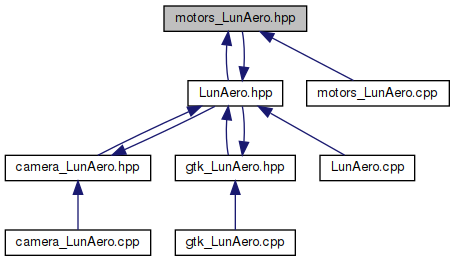 motors_LunAero.hpp
LunAero.hpp
motors_LunAero.cpp
camera_LunAero.hpp
gtk_LunAero.hpp
LunAero.cpp
camera_LunAero.cpp
gtk_LunAero.cpp